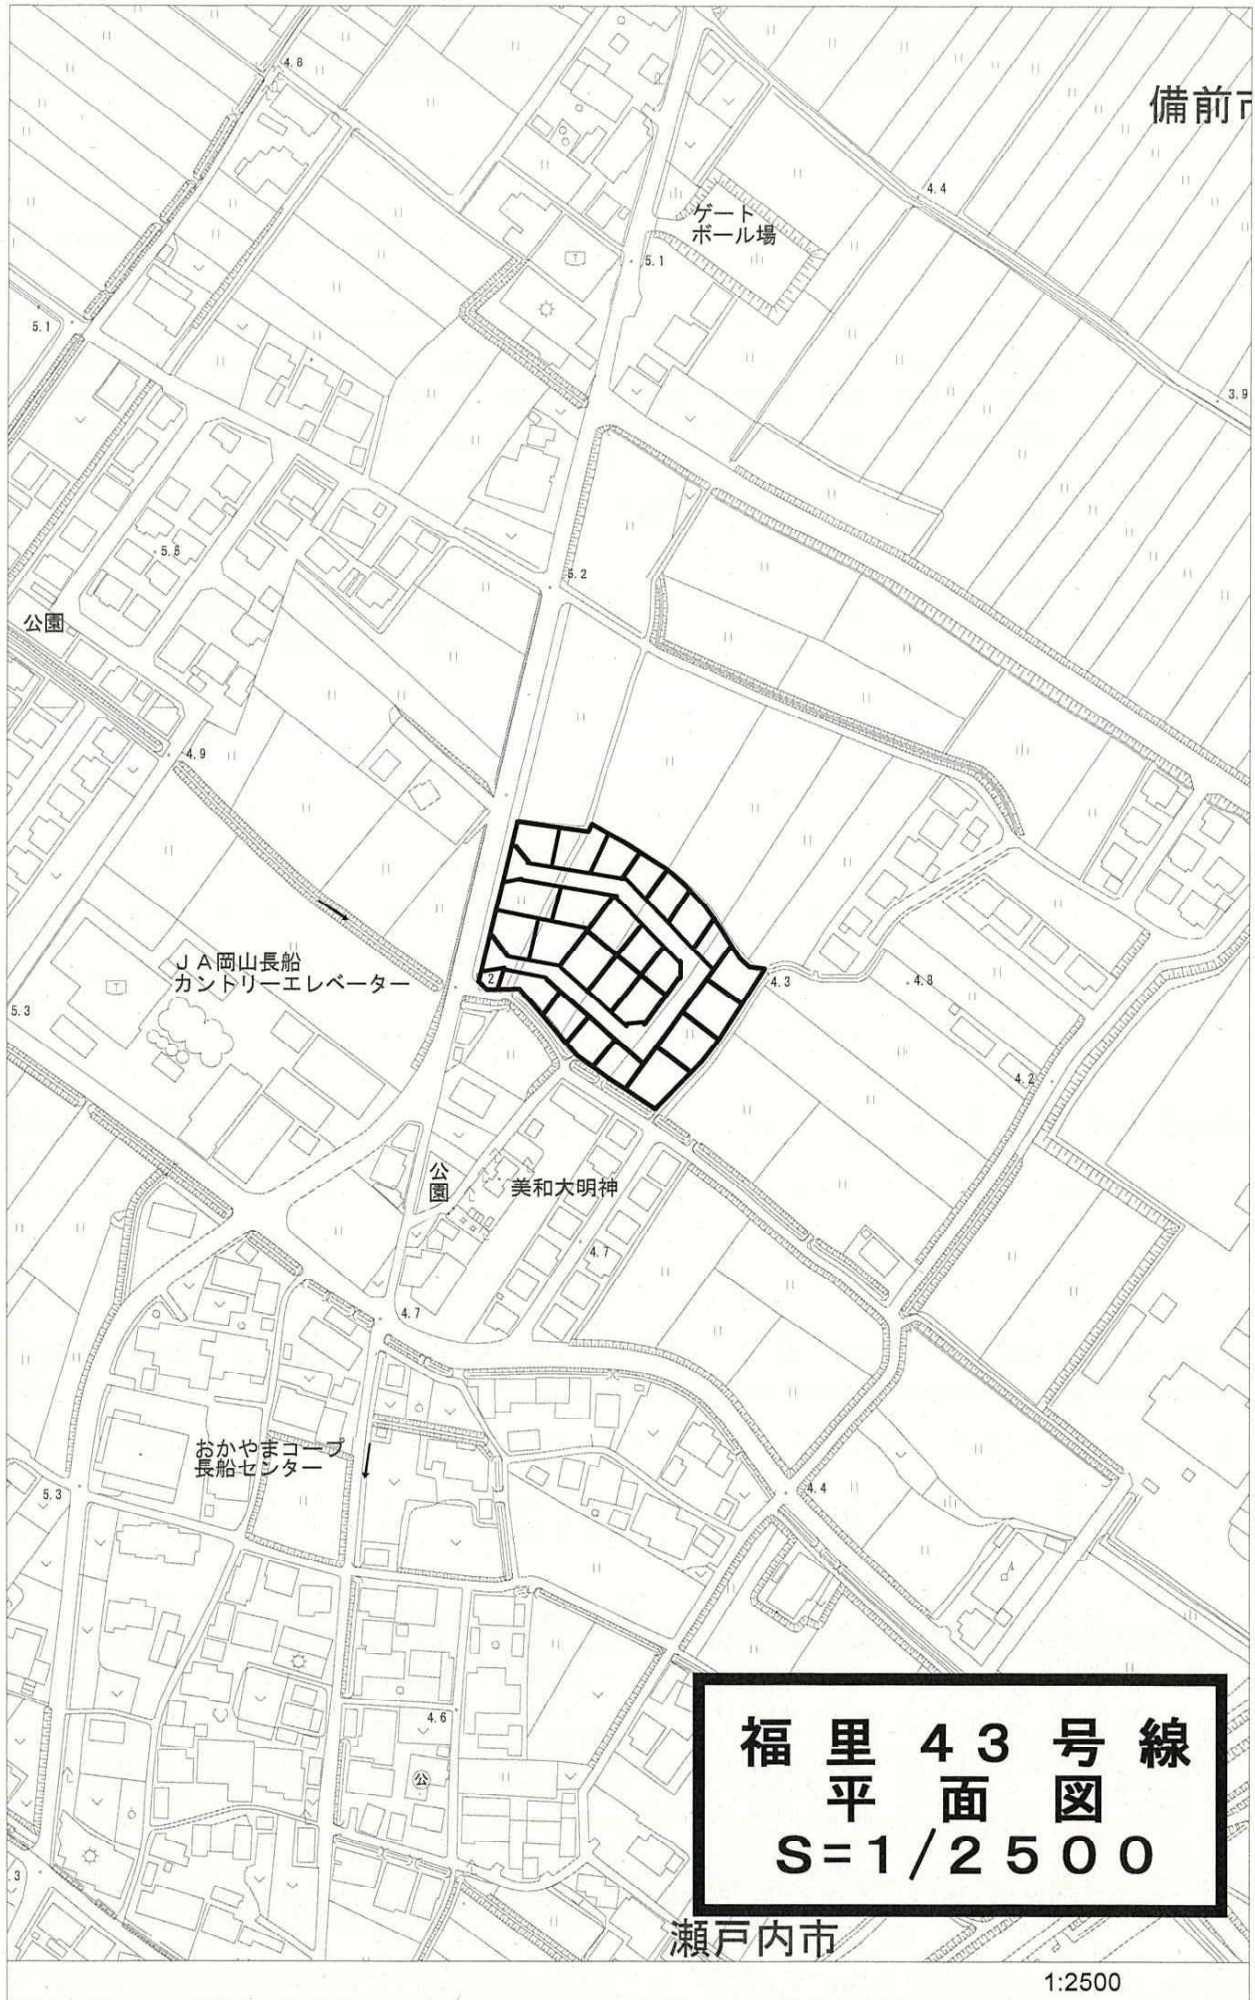 4.6
備前市
4.4
ゲート
ボール場
5.1
5.1
3.9
5.5
5.2
公園
4.9
JA岡山長船
カントリーエレベーター
4.3
4.8
5.3
4.2
公園
美和大明神
4.7
4.7
おかやまコープ
長船センター
5.3
4.4
4.6
公
福里43号線
平面図
S=1/2500
瀬戸内市
1:2500